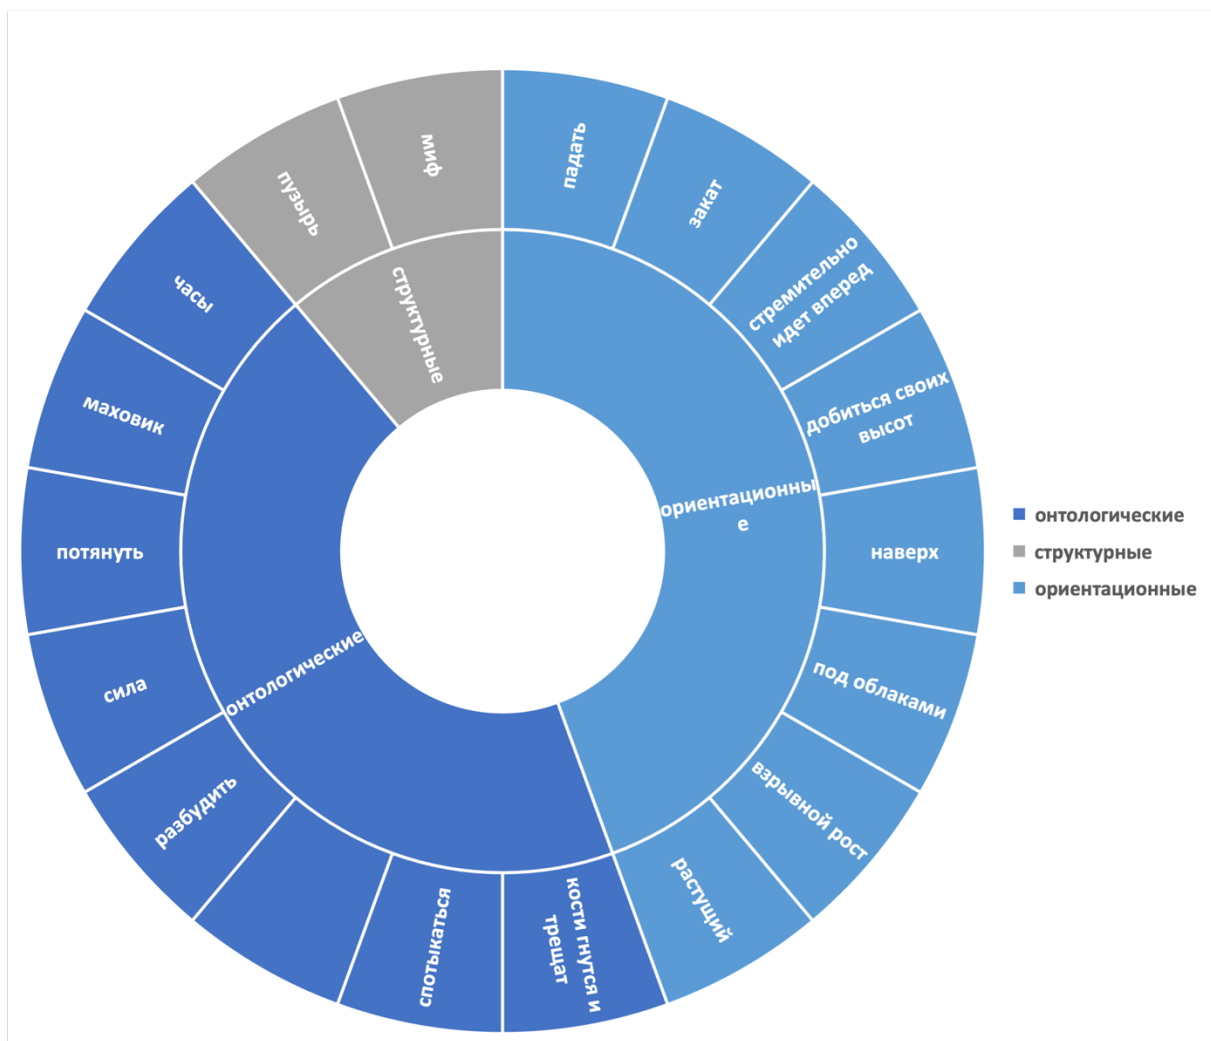 падать
закат
стремительно
идет вперед
добиться своих
высот
наверх
под облаками
взрывной рост
растущий
кости гнутся и
трещат
спотыкаться
разбудить
сила
потянуть
маховик
часы
пузырь
миф
структурные
ориентационны
е
онтологические
онтологические
структурные
ориентационные